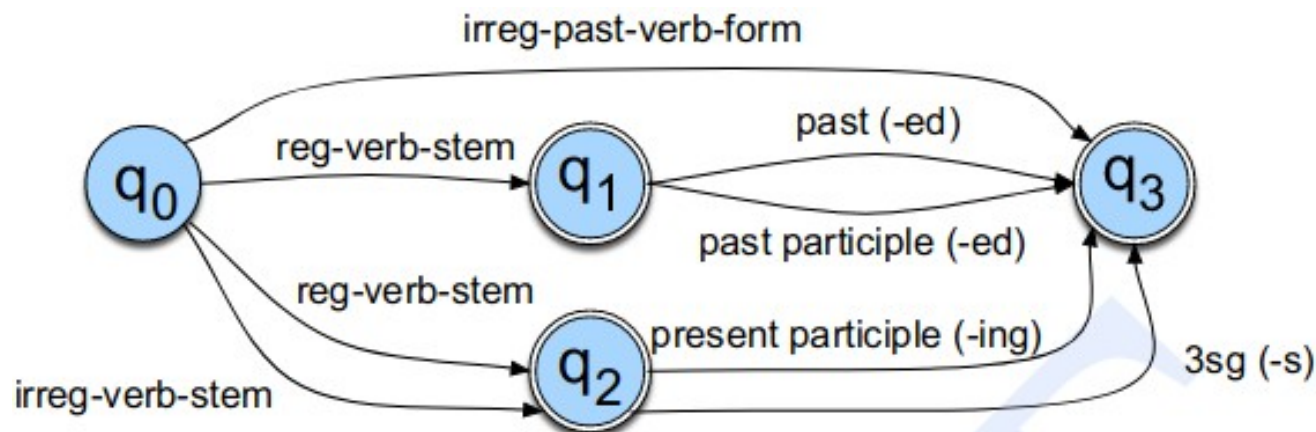 irreg-past-verb-form
past (-ed)
reg-verb-stem
q0
q1
q3
past participle (-ed)
reg-verb-stem
present participle (-ing)
q2
3sg (-s)
irreg-verb-stem